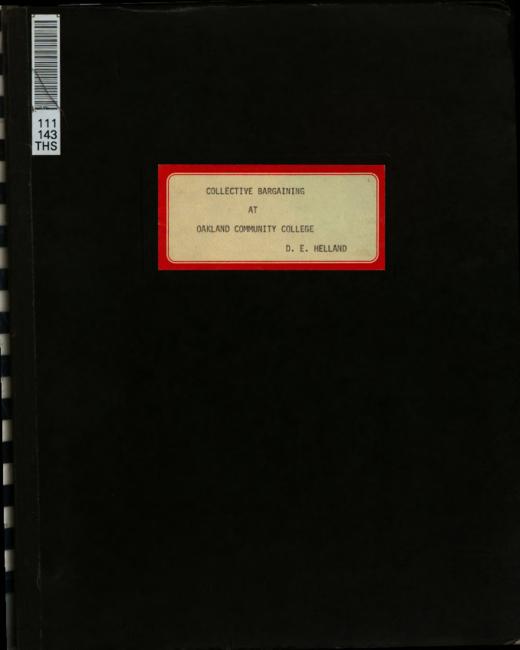 111
143
THS
COLLECTIVE BARGAINING
AT
OAKLAND COMMUNITY COLLEGE
D. E. HELLAND